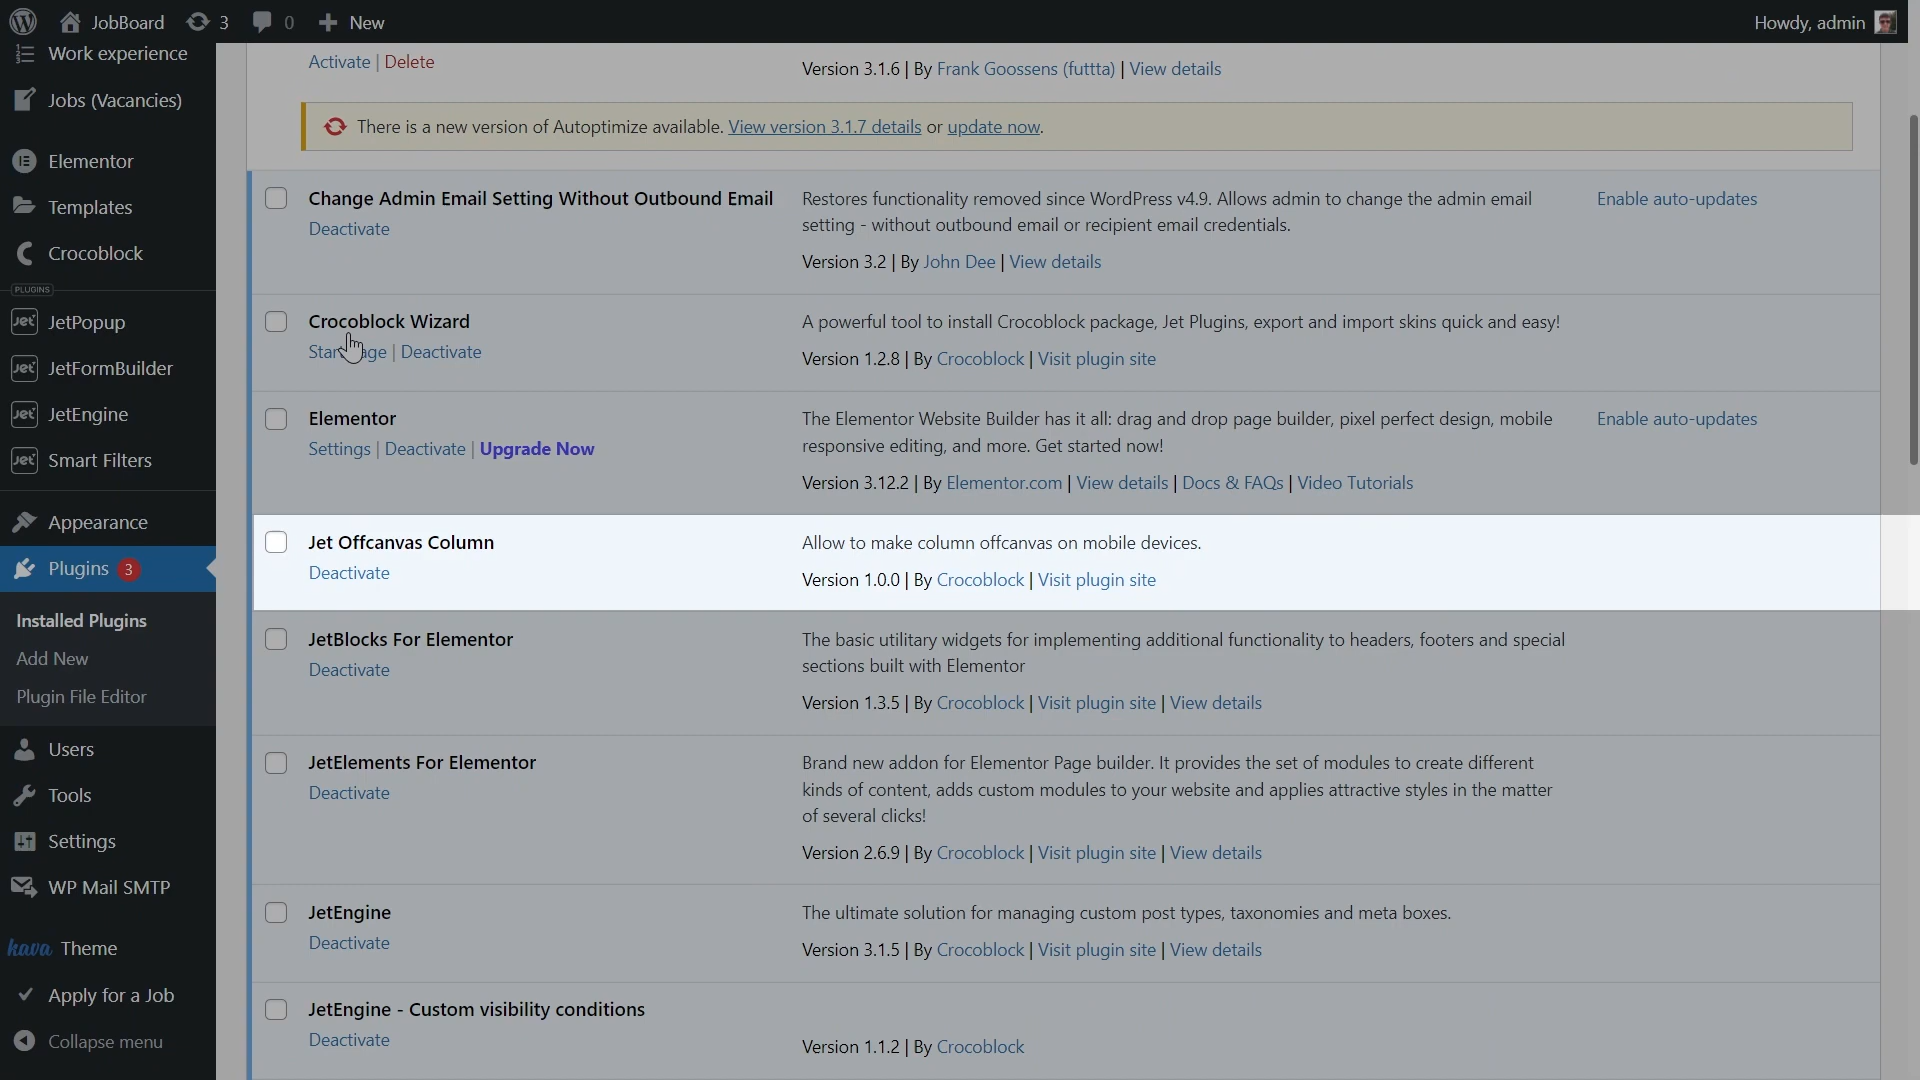 JobBoard 3 0 New Howdy, admin
Work experience
Jobs (Vacancies)
Elementor
Templates
Crocoblock
PLUGINS
JetPopup
JetFormBuilder
JetEngine
Smart Filters
Appearance
Plugins 3
Installed Plugins
Add New
Plugin File Editor
Users
Tools
Settings
WP Mail SMTP
hava Theme
Apply for a Job
Collapse menu
Activate | Delete
Version 3.1.6 | By Frank Goossens (futtta) | View details
There is a new version of Autoptimize available. View version 3.1.7 details or update now.
Change Admin Email Setting Without Outbound Email
Deactivate
Restores functionality removed since WordPress v4.9. Allows admin to change the admin email
setting - without outbound email or recipient email credentials.
Version 3.2 | By John Dee | View details
Enable auto-updates
Crocoblock Wizard
| Deactivate
A powerful tool to install Crocoblock package, Jet Plugins, export and import skins quick and easy!
Version 1.2.8 | By Crocoblock | Visit plugin site
Elementor
Settings | Deactivate | Upgrade Now
The Elementor Website Builder has it all: drag and drop page builder, pixel perfect design, mobile
responsive editing, and more. Get started now!
Version 3.12.2 | By Elementor.com | View details | Docs & FAQs | Video Tutorials
Enable auto-updates
Jet Offcanvas Column
Deactivate
Allow to make column offcanvas on mobile devices.
Version 1.0.0 | By Crocoblock | Visit plugin site
JetBlocks For Elementor
Deactivate
The basic utilitary widgets for implementing additional functionality to headers, footers and special
sections built with Elementor
Version 1.3.5 | By Crocoblock | Visit plugin site | View details
JetElements For Elementor
Deactivate
Brand new addon for Elementor Page builder. It provides the set of modules to create different
kinds of content, adds custom modules to your website and applies attractive styles in the matter
of several clicks!
Version 2.6.9 | By Crocoblock | Visit plugin site | View details
JetEngine
Deactivate
The ultimate solution for managing custom post types, taxonomies and meta boxes.
Version 3.1.5 | By Crocoblock | Visit plugin site | View details
JetEngine - Custom visibility conditions
Deactivate
Version 1.1.2 | By Crocoblock